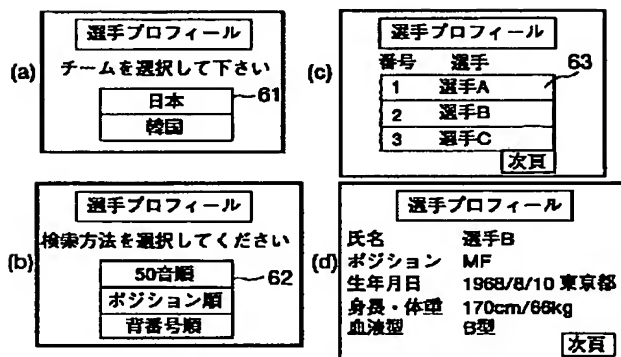 (a)
選手プロフィール
チームを選択して下さい
日本
61
韓国
(b)
選手プロフィール
検索方法を選択してください
50音順
62
ポジション順
背番号順
(c)
選手プロフィール
番号 選手
63
1 選手A
2 選手B
3 選手C
次頁
(d)
選手プロフィール
氏名 選手B
ポジション MF
生年月日 1968/8/10 東京都
身長・体重 170cm/66kg
血液型 B型
次頁